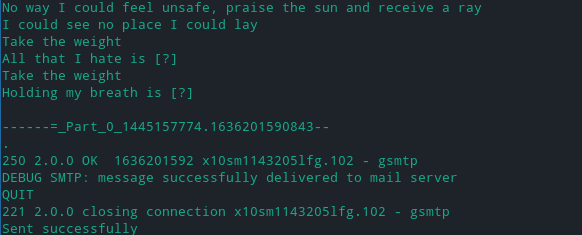 No way I could feel unsafe, praise the sun and receive a ray
I could see no place I could lay
Take the weight
All that I hate is [?]
Take the weight
Holding my breath is [?]
------=_Part_0_1445157774.1636201590843--
.
250 2.0.0 OK  1636201592 x10sm1143205lfg.102 - gsmtp
DEBUG SMTP: message successfully delivered to mail server
QUIT
221 2.0.0 closing connection x10sm1143205lfg.102 - gsmtp
Sent successfully